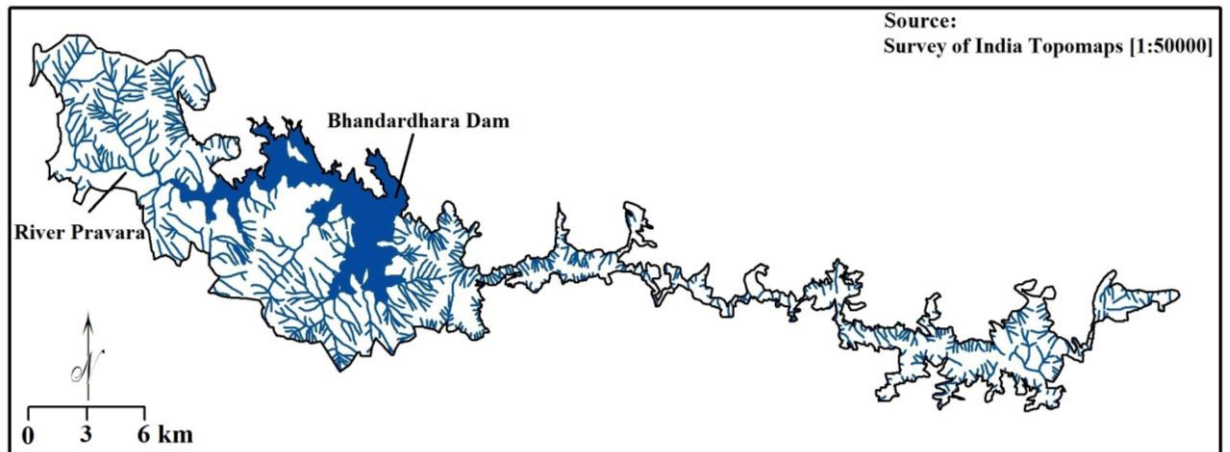 Source:
Survey of India Topomaps [1:50000]
Bhandardhara Dam
River Pravara
N
0 3 6 km